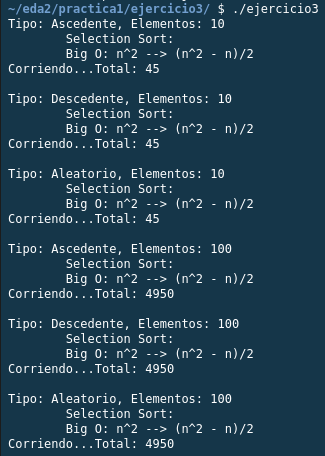 ~/eda2/practica1/ejercicio3/ $ ./ejercicio3
Tipo: Ascedente, Elementos: 10
Selection Sort:
Big O: n^2 --> (n^2 - n)/2
Corriendo...Total: 45
Tipo: Descedente, Elementos: 10
Selection Sort:
Big O: n^2 --> (n^2 - n)/2
Corriendo...Total: 45
Tipo: Aleatorio, Elementos: 10
Selection Sort:
Big O: n^2 --> (n^2 - n)/2
Corriendo...Total: 45
Tipo: Ascedente, Elementos: 100
Selection Sort:
Big O: n^2 --> (n^2 - n)/2
Corriendo...Total: 4950
Tipo: Descedente, Elementos: 100
Selection Sort:
Big O: n^2 --> (n^2 - n)/2
Corriendo...Total: 4950
Tipo: Aleatorio, Elementos: 100
Selection Sort:
Big O: n^2 --> (n^2 - n)/2
Corriendo...Total: 4950